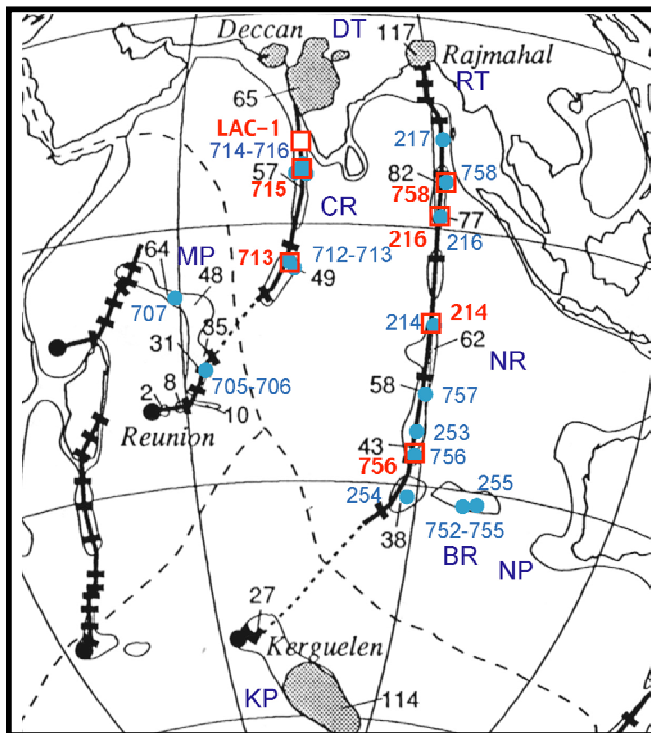 Deccan DT 117 Rajmahal
65 RT
LAC-1
714-716 217
57 82 758
715 758
CR 77
216 216
MP
64 713 712-713
48 49
707
214 214
35 62
31
NR
705-706
2 8 58 757
10
Reunion
253
43
756 756
254 255
38 752-755
BR NP
27
Kerguelen
KP
114